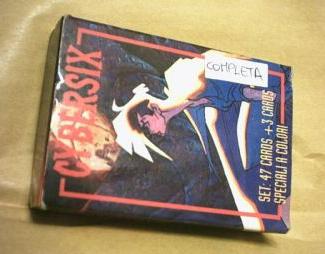 CYBERSIX
COMPLETA
SET: 47 CARDS + 3 CARDS
SPECIALI A COLORI